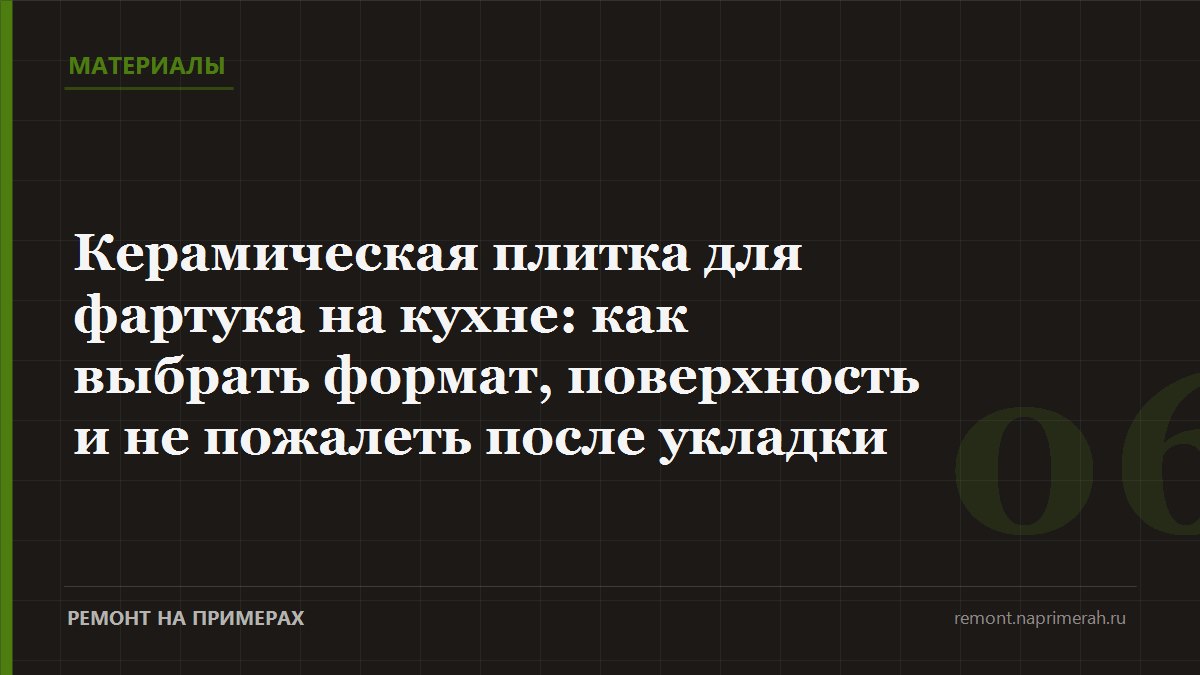 МАТЕРИАЛЫ
Керамическая плитка для
фартука на кухне: как
выбрать формат, поверхность
и не пожалеть после укладки
06
РЕМОНТ НА ПРИМЕРАХ
remont.naprimerah.ru